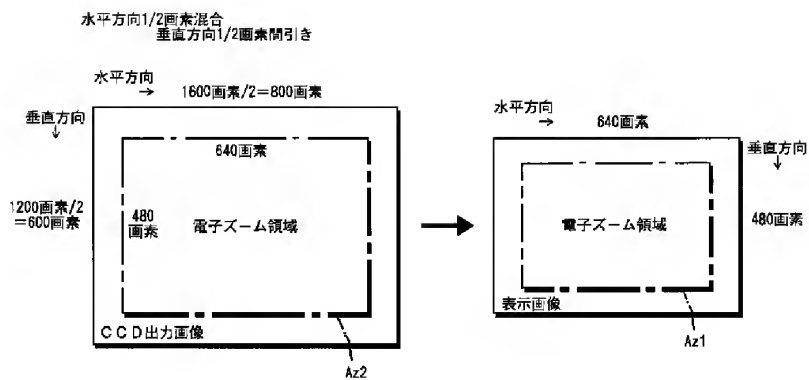 水平方向1/2画素混合
垂直方向1/2画素間引き
水平方向
→
1600画素/2=800画素
垂直方向
↓
640画素
1200画素/2
=600画素
480
画素
電子ズーム領域
CCD出力画像
Az2
水平方向
→
640画素
垂直方向
↓
480画素
電子ズーム領域
表示画像
Az1